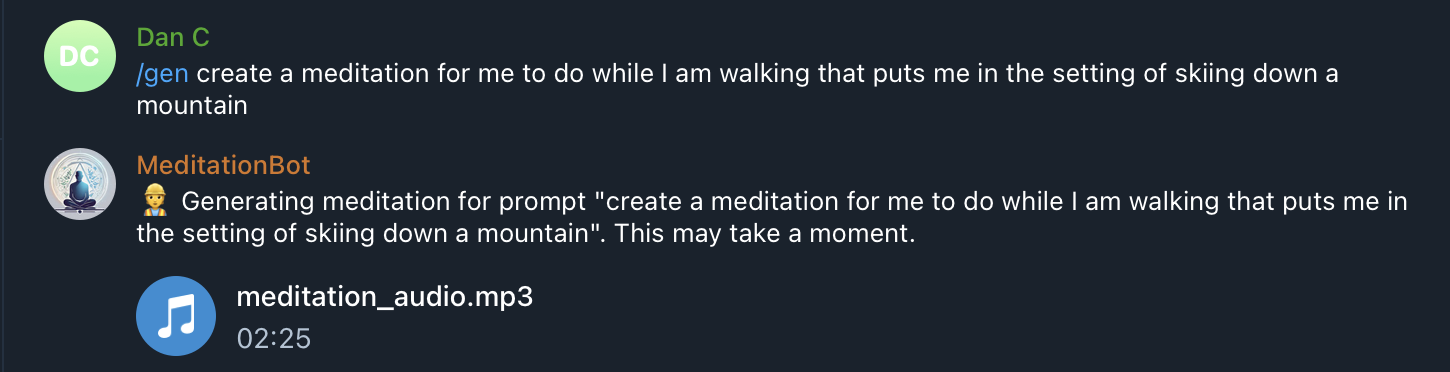 DC
Dan C
/gen create a meditation for me to do while I am walking that puts me in the setting of skiing down a
mountain
MeditationBot
👷 Generating meditation for prompt "create a meditation for me to do while I am walking that puts me in
the setting of skiing down a mountain". This may take a moment.
meditation_audio.mp3
02:25